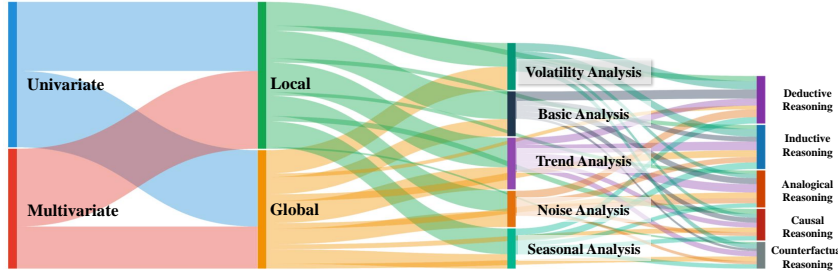 Univariate
Multivariate
Local
Global
Volatility Analysis
Basic Analysis
Trend Analysis
Noise Analysis
Seasonal Analysis
Deductive
Reasoning
Inductive
Reasoning
Analogical
Reasoning
Causal
Reasoning
Counterfactua
Reasoning